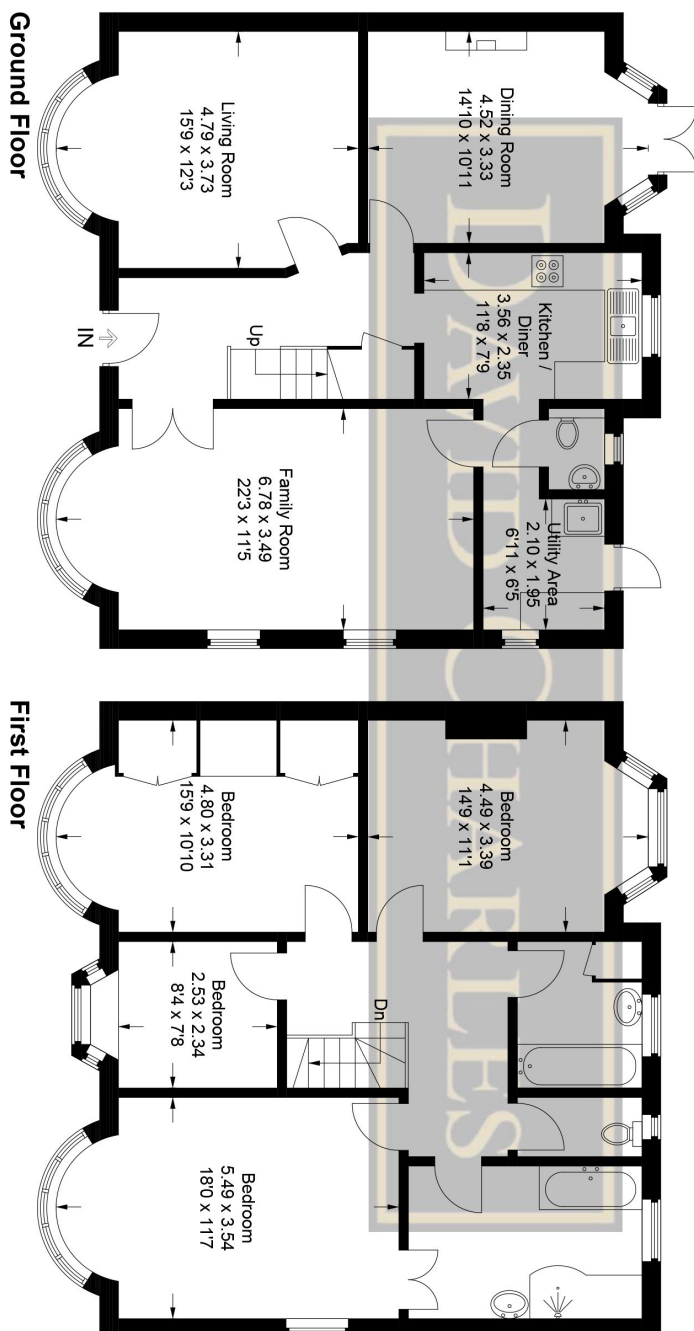 Dining Room
4.52 x 3.33
14'10 x 10'11
Kitchen /
Diner
3.56 x 2.35
11'8 x 7'9
Utility Area
2.10 x 1.95
6'11 x 6'5
Living Room
4.79 x 3.73
15'9 x 12'3
Up
Family Room
6.78 x 3.49
22'3 x 11'5
IN
Ground Floor
Bedroom
4.49 x 3.39
14'9 x 11'1
Bedroom
4.80 x 3.31
15'9 x 10'10
Dn
Bedroom
2.53 x 2.34
8'4 x 7'8
Bedroom
5.49 x 3.54
18'0 x 11'7
First Floor
DAVID CHARLES